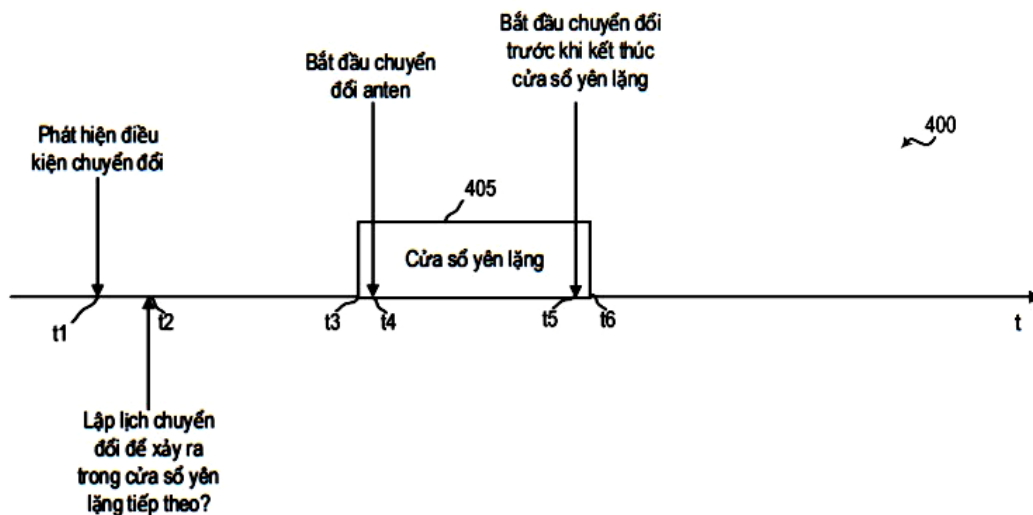 Bắt đầu chuyển đổi
trước khi kết thúc
cửa sổ yên lặng
Bắt đầu chuyển
đổi anten
Phát hiện điều
kiện chuyển đổi
400
405
Cửa sổ yên lặng
t1
t2
t3
t4
t5
t6
t
Lập lịch chuyển
đổi để xảy ra
trong cửa sổ yên
lặng tiếp theo?